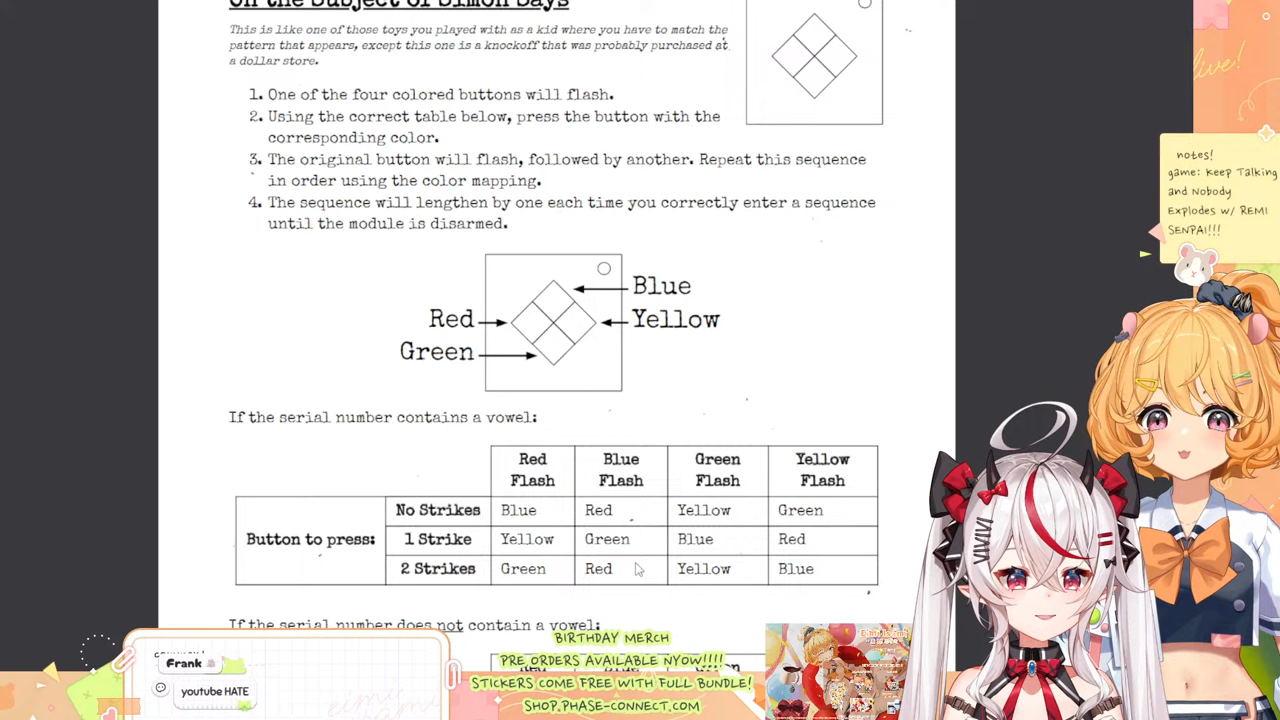 On the Subject of Simon Says
This is like one of those toys you played with as a kid where you have to match the
pattern that appears, except this one is a knockoff that was probably purchased at
a dollar store.
1. One of the four colored buttons will flash.
2. Using the correct table below, press the button with the
corresponding color.
3. The original button will flash, followed by another. Repeat this sequence
in order using the color mapping.
4. The sequence will lengthen by one each time you correctly enter a sequence
until the module is disarmed.
Blue
Red
Yellow
Green
If the serial number contains a vowel:
Red Flash Blue Flash Green Flash Yellow Flash
No Strikes Blue Red Yellow Green
Button to press: 1 Strike Yellow Green Blue Red
2 Strikes Green Red Yellow Blue
If the serial number does not contain a vowel:
live!
notes!
game: Keep Talking
and Nobody
Explodes w/ REMI
SENPAI!!!
Frank
youtube HATE
BIRTHDAY MERCH
PRE ORDERS AVAILABLE NYOW!!!!
STICKERS COME FREE WITH FULL BUNDLE!
SHOP.PHASE-CONNECT.COM